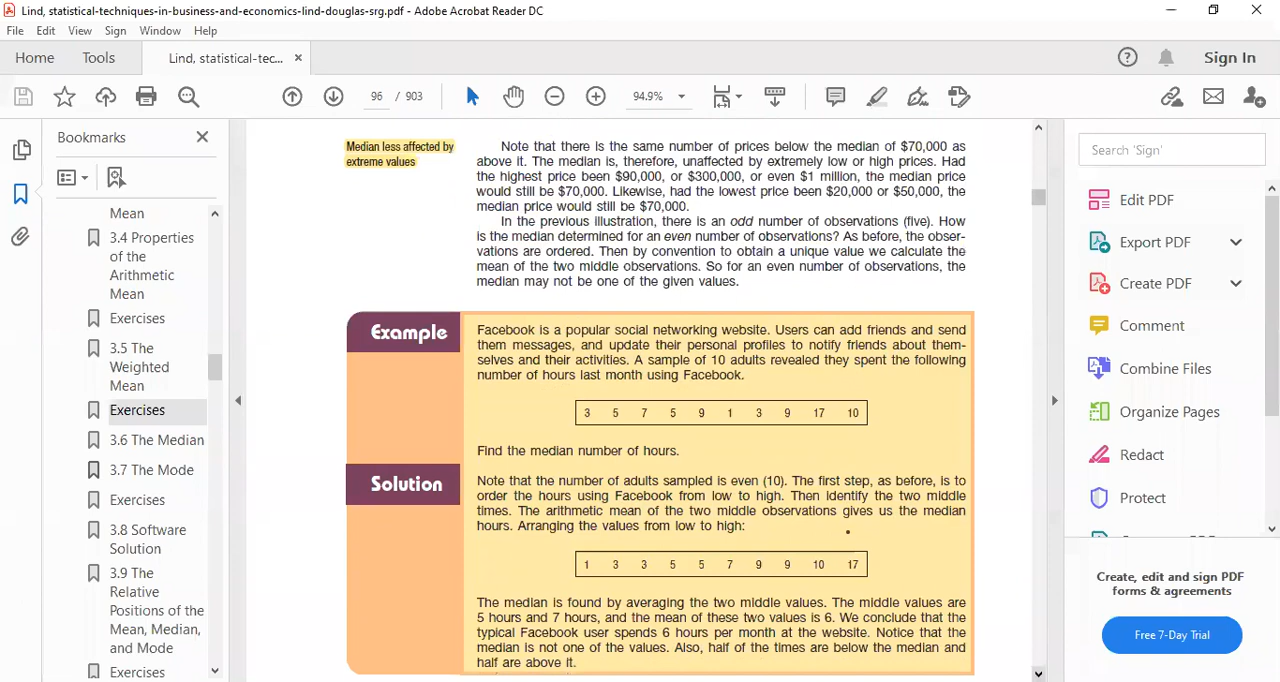 Lind, statistical-techniques-in-business-and-economics-lind-douglas-srg.pdf - Adobe Acrobat Reader DC
File Edit View Sign Window Help
Home Tools Lind, statistical-tec... × Sign In
96 / 903 94.9%
Bookmarks
Mean
3.4 Properties
of the
Arithmetic
Mean
Exercises
3.5 The
Weighted
Mean
Exercises
3.6 The Median
3.7 The Mode
Exercises
3.8 Software
Solution
3.9 The
Relative
Positions of the
Mean, Median,
and Mode
Exercises
Median less affected by
extreme values
Note that there is the same number of prices below the median of $70,000 as
above it. The median is, therefore, unaffected by extremely low or high prices. Had
the highest price been $90,000, or $300,000, or even $1 million, the median price
would still be $70,000. Likewise, had the lowest price been $20,000 or $50,000, the
median price would still be $70,000.
In the previous illustration, there is an odd number of observations (five). How
is the median determined for an even number of observations? As before, the obser-
vations are ordered. Then by convention to obtain a unique value we calculate the
mean of the two middle observations. So for an even number of observations, the
median may not be one of the given values.
Example
Facebook is a popular social networking website. Users can add friends and send
them messages, and update their personal profiles to notify friends about them-
selves and their activities. A sample of 10 adults revealed they spent the following
number of hours last month using Facebook.
3 5 7 5 9 1 3 9 17 10
Find the median number of hours.
Solution
Note that the number of adults sampled is even (10). The first step, as before, is to
order the hours using Facebook from low to high. Then identify the two middle
times. The arithmetic mean of the two middle observations gives us the median
hours. Arranging the values from low to high:
1 3 3 5 5 7 9 9 10 17
The median is found by averaging the two middle values. The middle values are
5 hours and 7 hours, and the mean of these two values is 6. We conclude that the
typical Facebook user spends 6 hours per month at the website. Notice that the
median is not one of the values. Also, half of the times are below the median and
half are above it.
Search 'Sign'
Edit PDF
Export PDF
Create PDF
Comment
Combine Files
Organize Pages
Redact
Protect
Create, edit and sign PDF
forms & agreements
Free 7-Day Trial